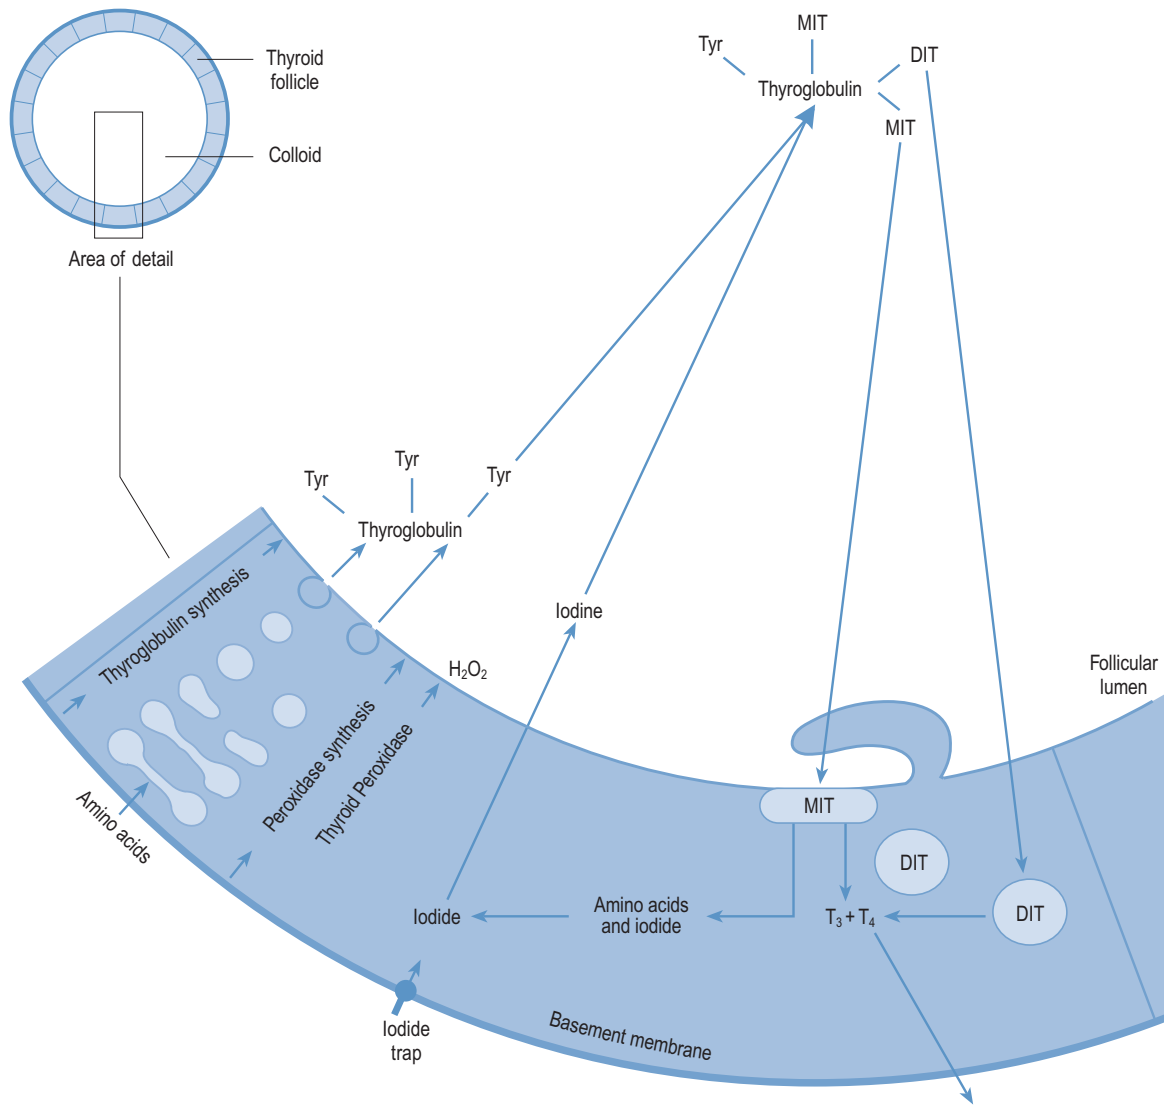 Thyroid
follicle
Colloid
Area of detail
MIT
Tyr
DIT
Thyroglobulin
MIT
Tyr
Tyr
Tyr
Thyroglobulin
Thyroglobulin synthesis
Iodine
H₂O₂
Follicular
lumen
Peroxidase synthesis
Thyroid Peroxidase
Amino acids
MIT
DIT
DIT
Iodide
Amino acids
and iodide
T₃ + T₄
Iodide
trap
Basement membrane